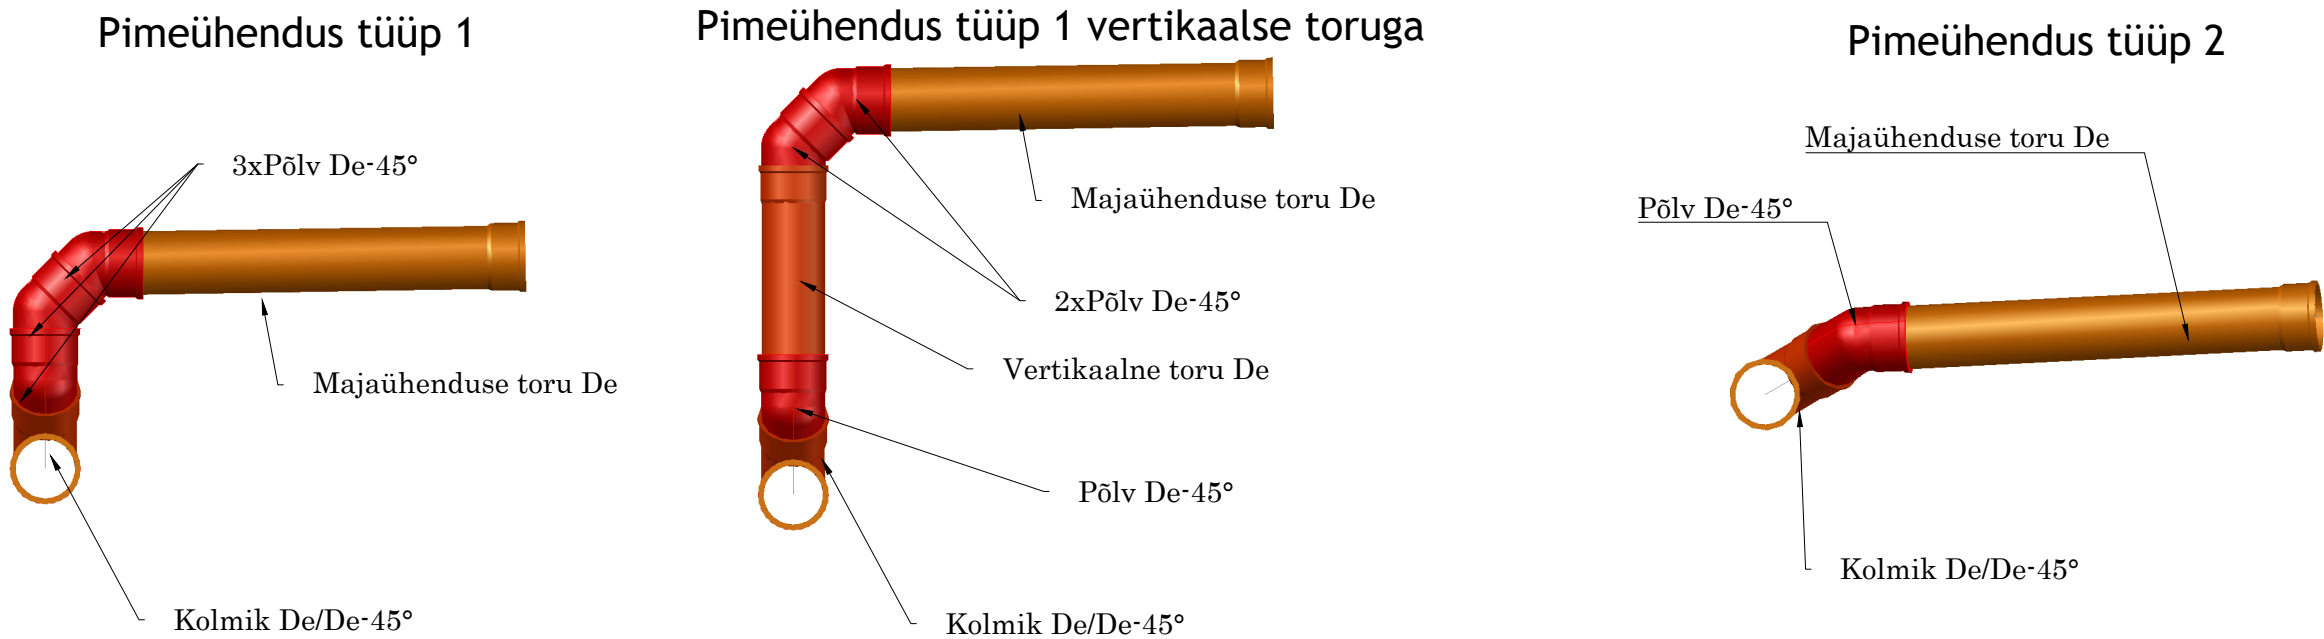 Pimeühendus tüüp 1
3xPõlv De-45°
Majaühenduse toru De
Kolmik De/De-45°
Pimeühendus tüüp 1 vertikaalse toruga
Majaühenduse toru De
2xPõlv De-45°
Vertikaalne toru De
Põlv De-45°
Kolmik De/De-45°
Pimeühendus tüüp 2
Majaühenduse toru De
Põlv De-45°
Kolmik De/De-45°